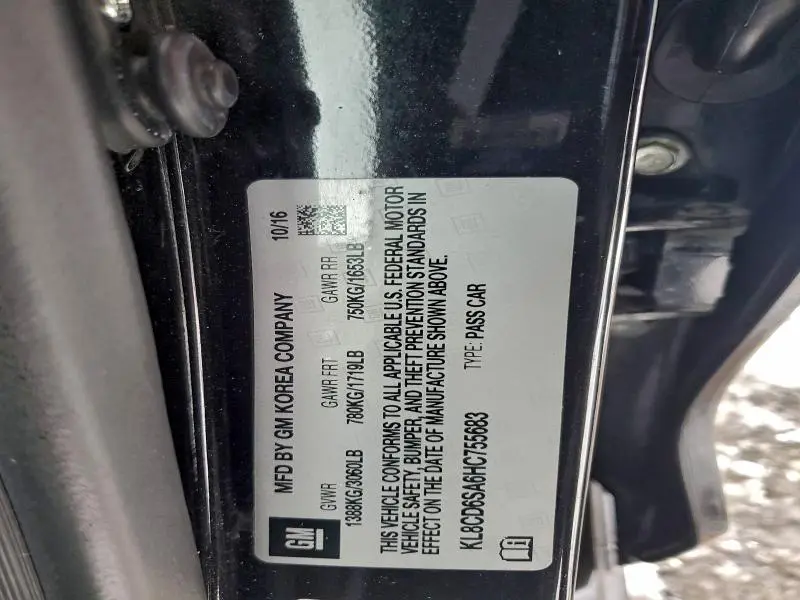 GM
MFD BY GM KOREA COMPANY 10/16
GVWR GAWR FRT GAWR RR
1388KG/3060LB 780KG/1719LB 750KG/1653LB
THIS VEHICLE CONFORMS TO ALL APPLICABLE U.S. FEDERAL MOTOR
VEHICLE SAFETY, BUMPER, AND THEFT PREVENTION STANDARDS IN
EFFECT ON THE DATE OF MANUFACTURE SHOWN ABOVE.
KL8CD6SA6HC755683 TYPE: PASS CAR